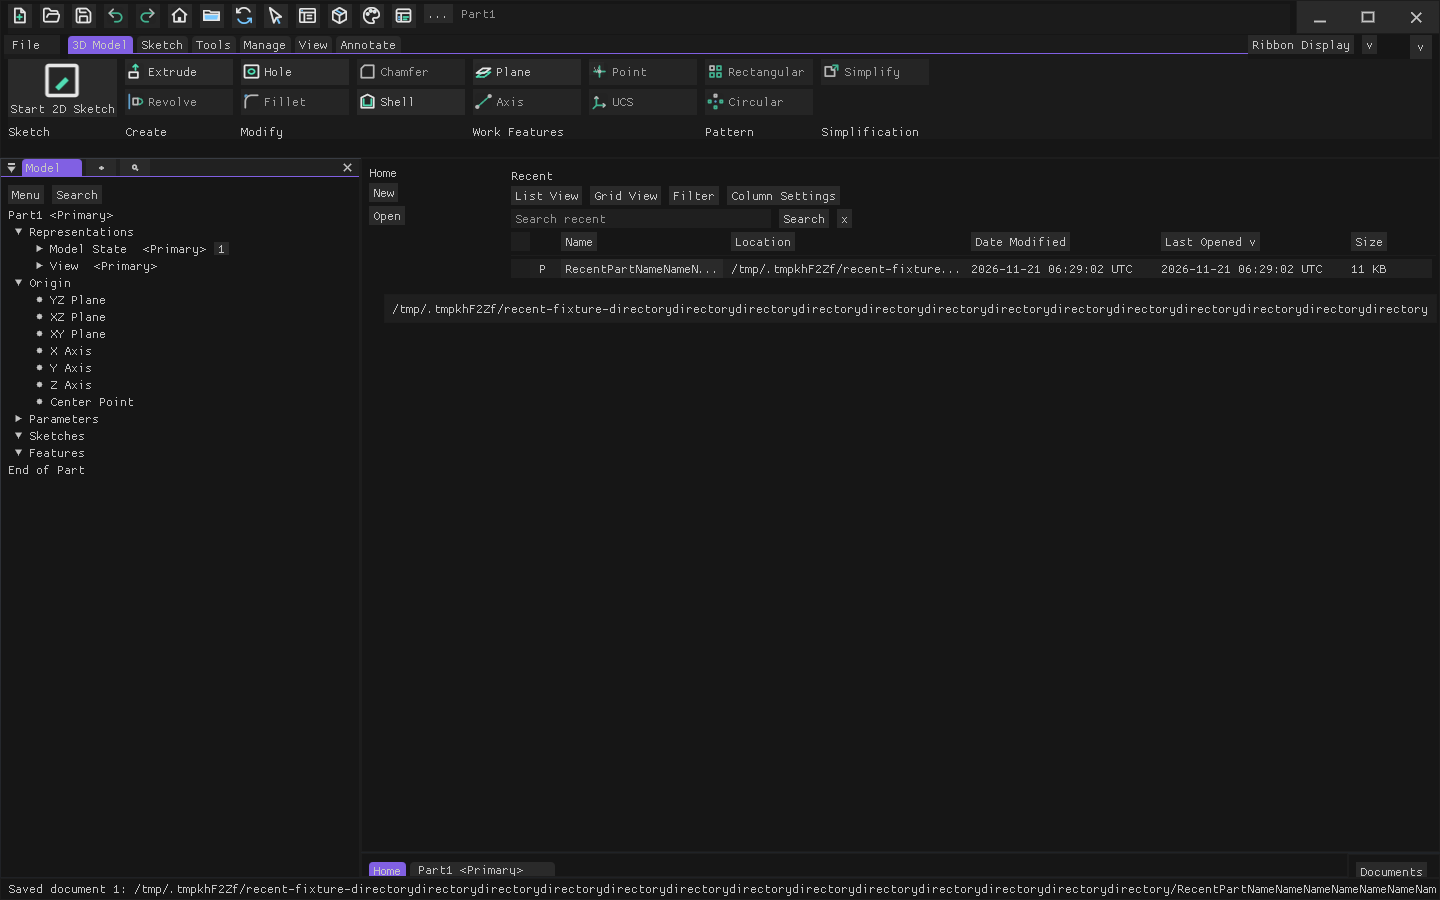 ... Part1
File 3D Model Sketch Tools Manage View Annotate Ribbon Display v v
Start 2D Sketch Extrude Hole Chamfer Plane Point Rectangular Simplify
Revolve Fillet Shell Axis UCS Circular
Sketch Create Modify Work Features Pattern Simplification
Model
Menu Search
Part1 <Primary>
Representations
Model State <Primary> 1
View <Primary>
Origin
YZ Plane
XZ Plane
XY Plane
X Axis
Y Axis
Z Axis
Center Point
Parameters
Sketches
Features
End of Part
Home
New
Open
Recent
List View Grid View Filter Column Settings
Search recent Search x
Name Location Date Modified Last Opened v Size
P RecentPartNameNameN... /tmp/.tmpkhF2Zf/recent-fixture... 2026-11-21 06:29:02 UTC 2026-11-21 06:29:02 UTC 11 KB
/tmp/.tmpkhF2Zf/recent-fixture-directorydirectorydirectorydirectorydirectorydirectorydirectorydirectorydirectorydirectorydirectorydirectorydirectory
Home Part1 <Primary> Documents
Saved document 1: /tmp/.tmpkhF2Zf/recent-fixture-directorydirectorydirectorydirectorydirectorydirectorydirectorydirectorydirectorydirectorydirectorydirectorydirectory/RecentPartNameNameNameNameNameNameNam